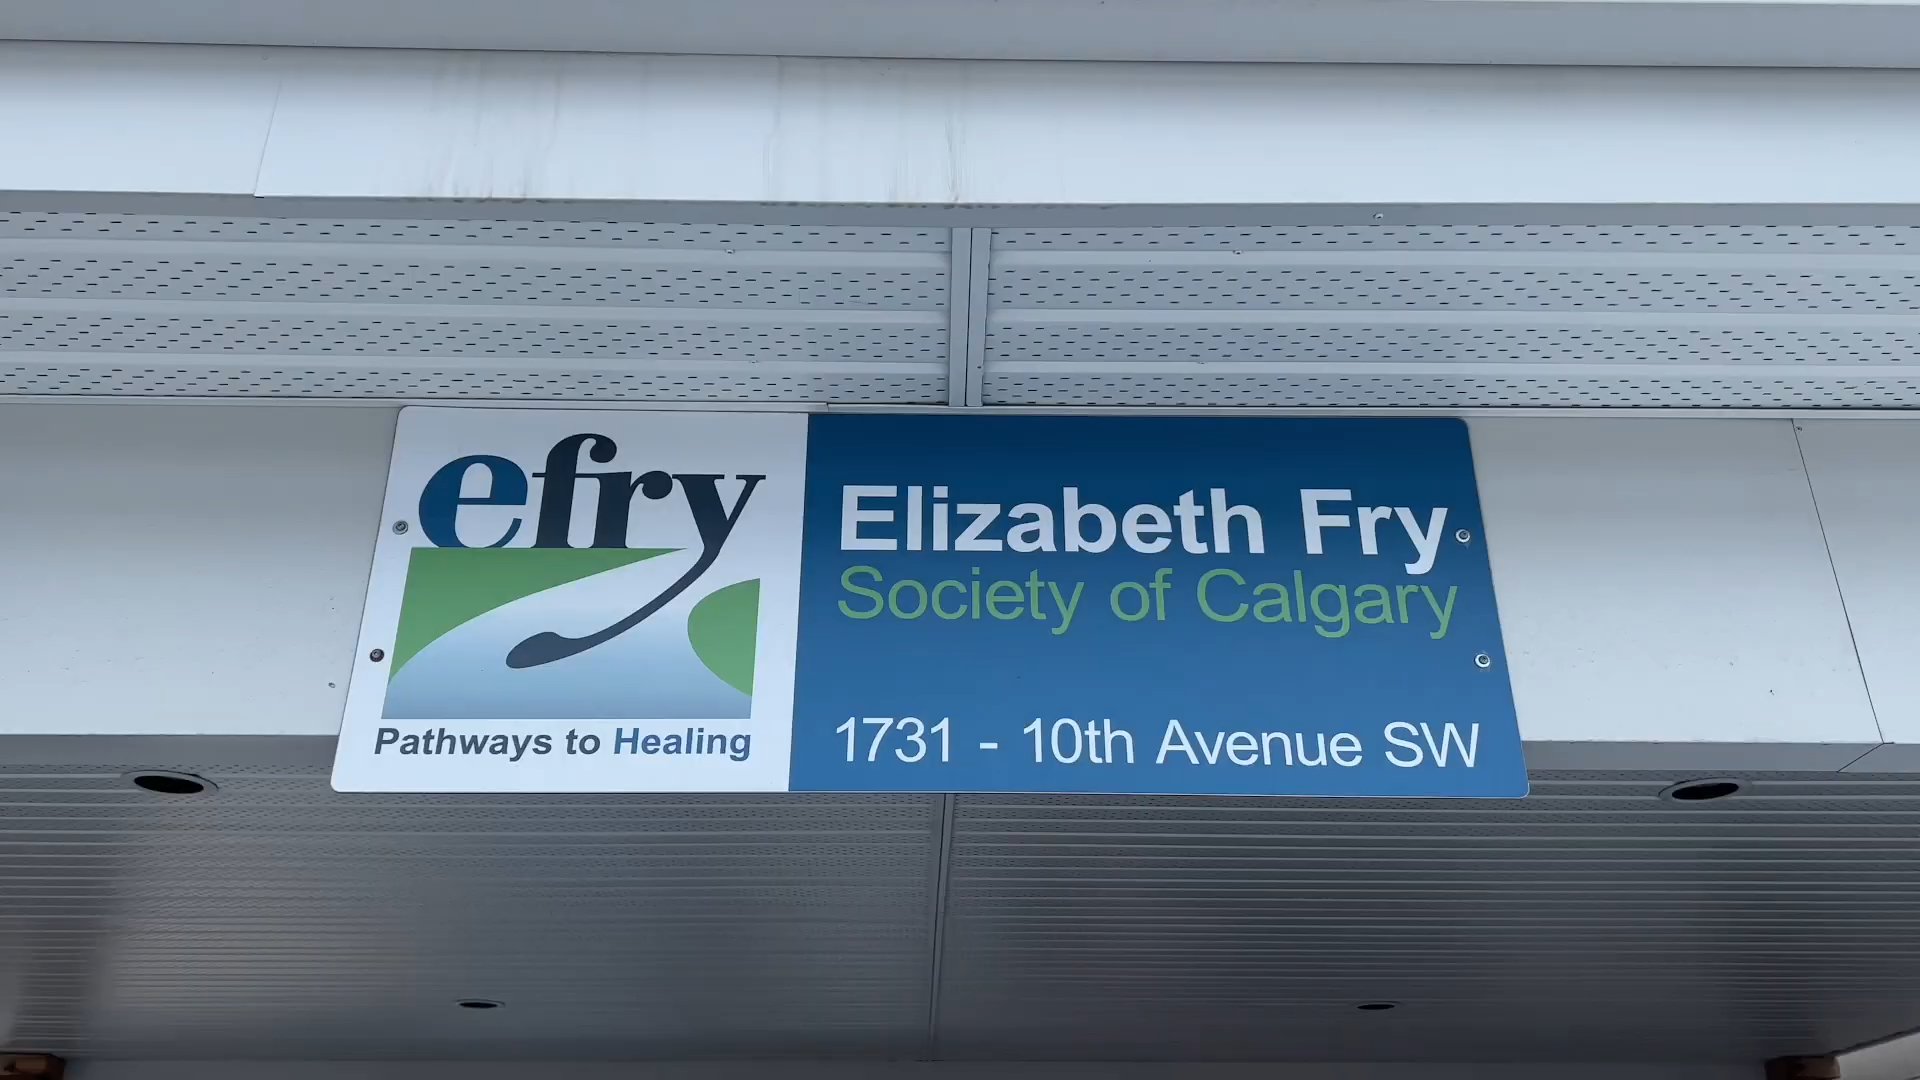 efry
Pathways to Healing
Elizabeth Fry
Society of Calgary
1731 - 10th Avenue SW